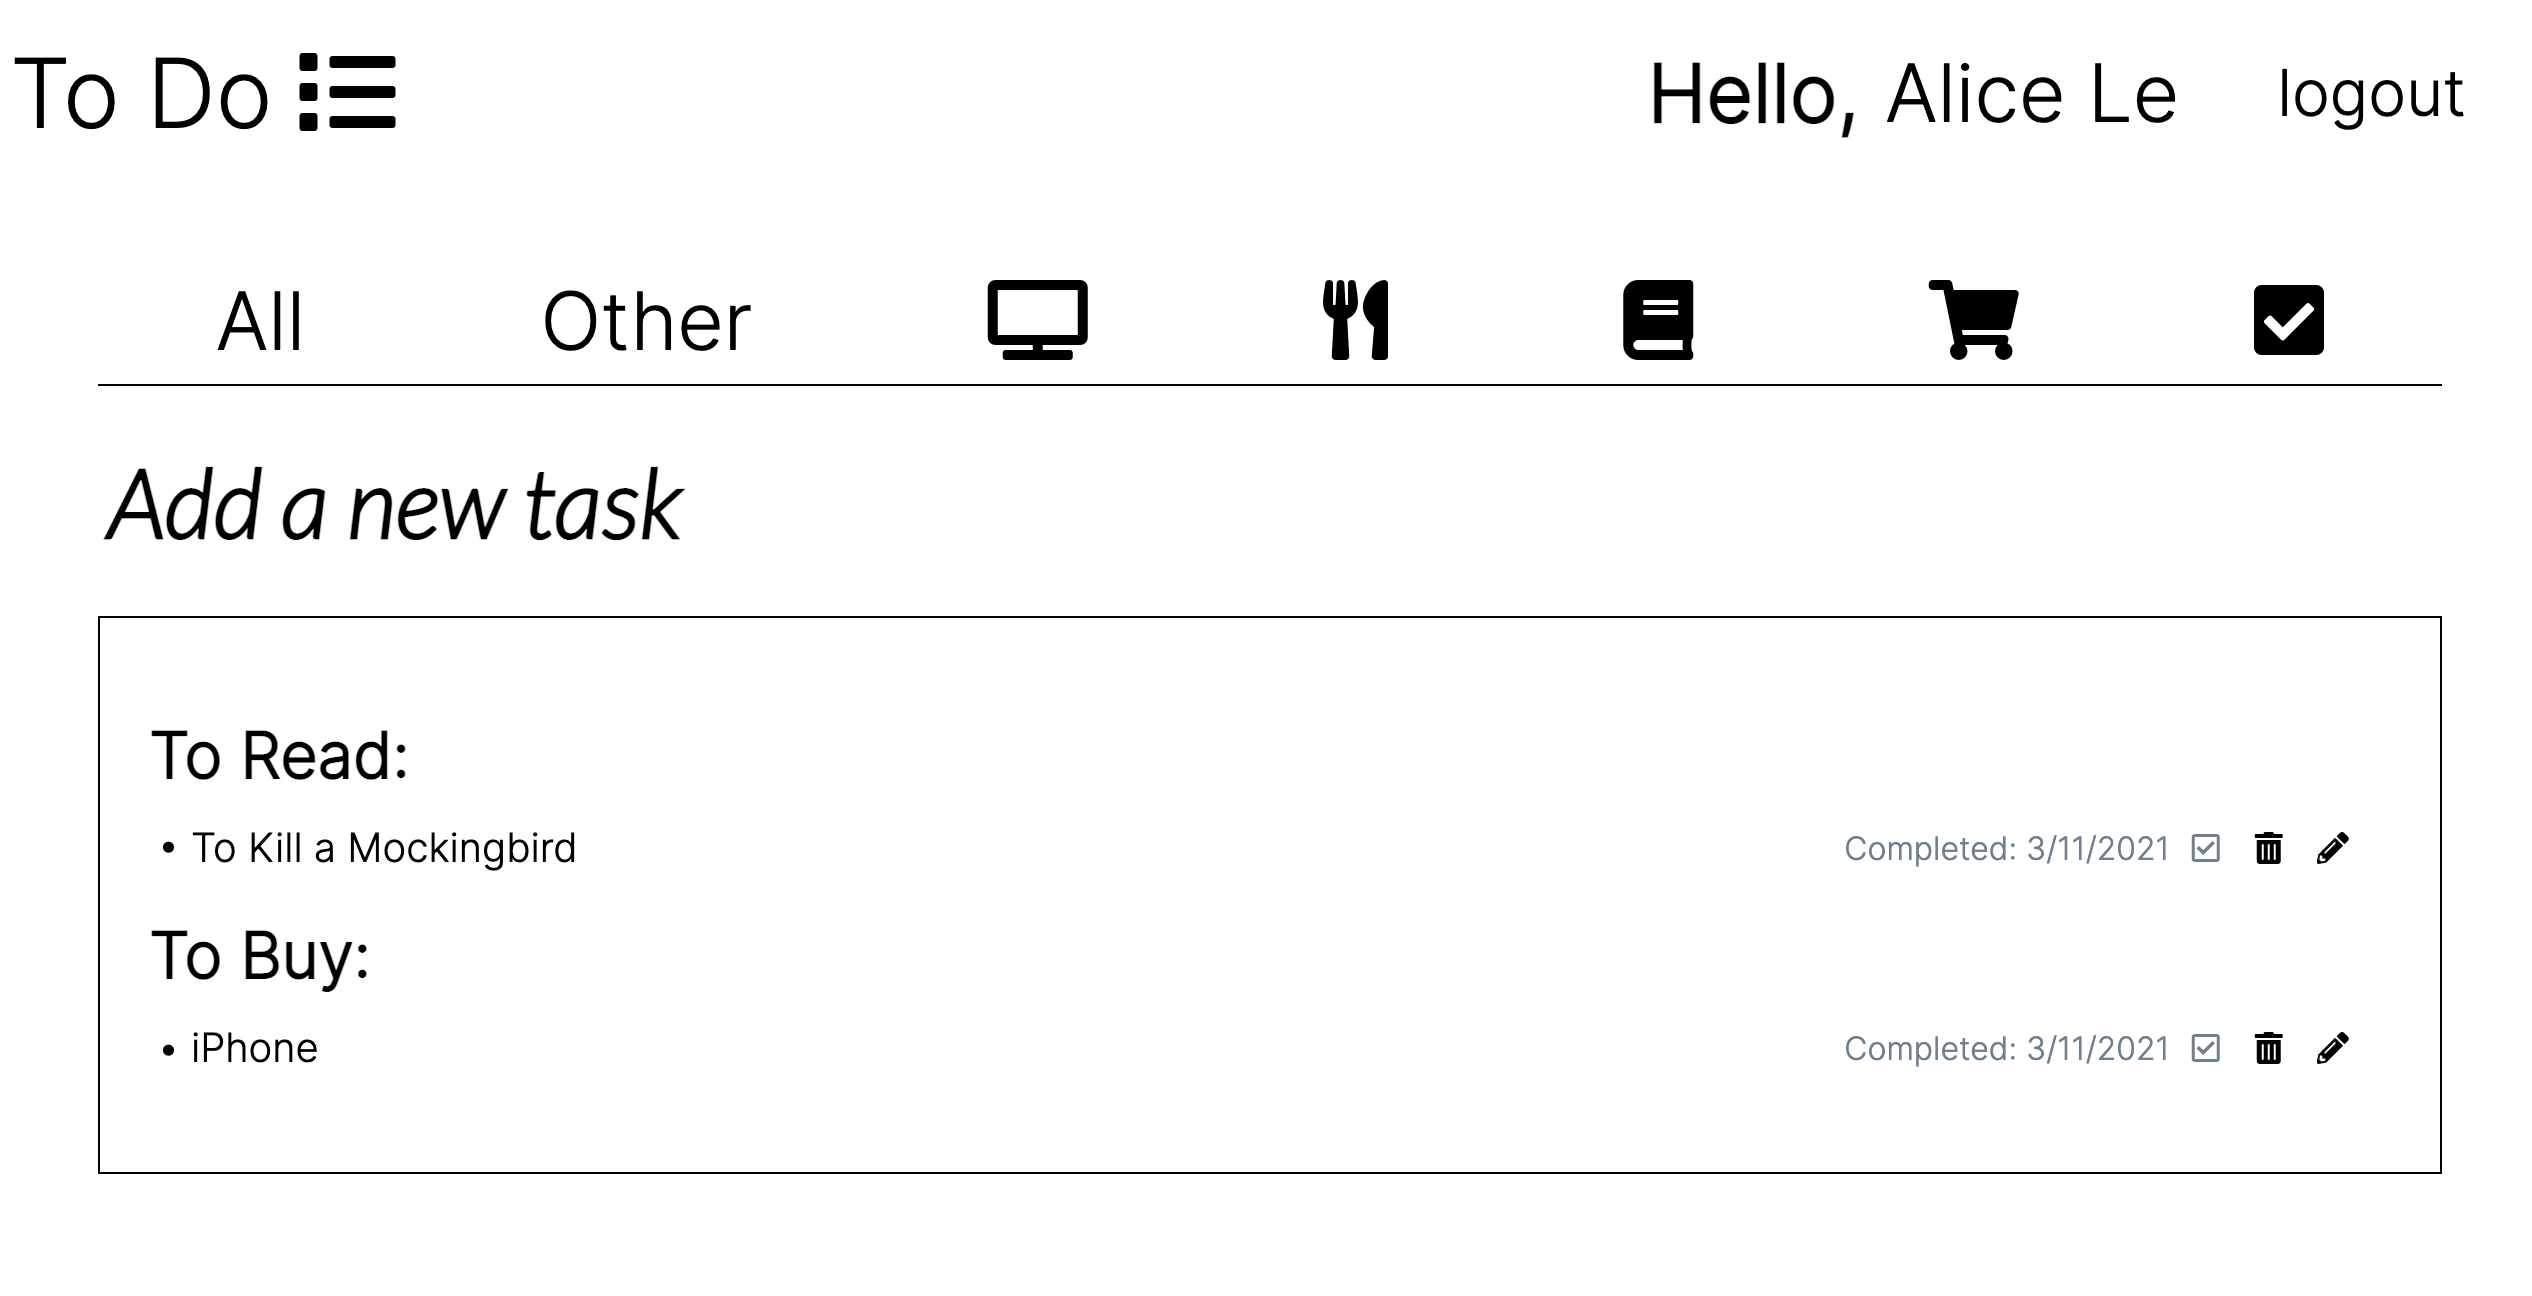 To Do
Hello, Alice Le logout
All Other
Add a new task
To Read:
• To Kill a Mockingbird Completed: 3/11/2021
To Buy:
• iPhone Completed: 3/11/2021